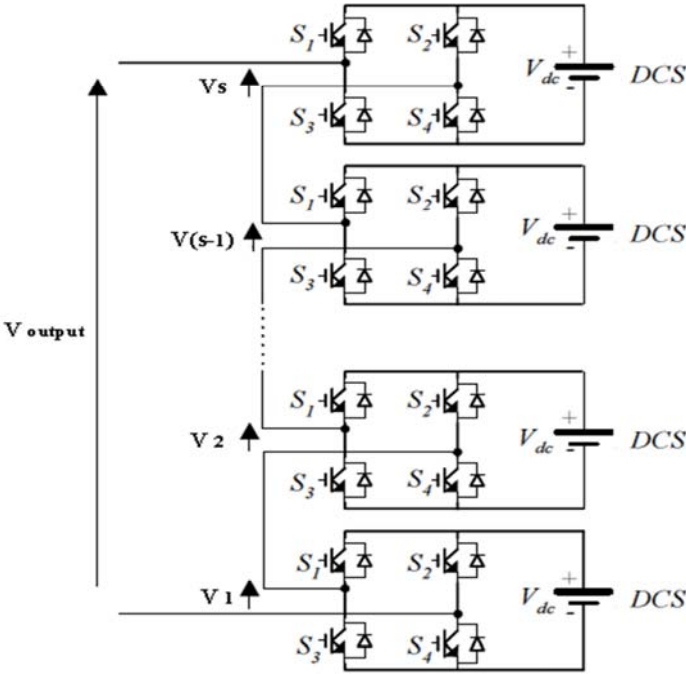 S1 S2
+
Vdc DCS
-
Vs
S3 S4
S1 S2
+
V(s-1) Vdc DCS
-
S3 S4
V output
S1 S2
+
V 2 Vdc DCS
-
S3 S4
S1 S2
+
V 1 Vdc DCS
-
S3 S4